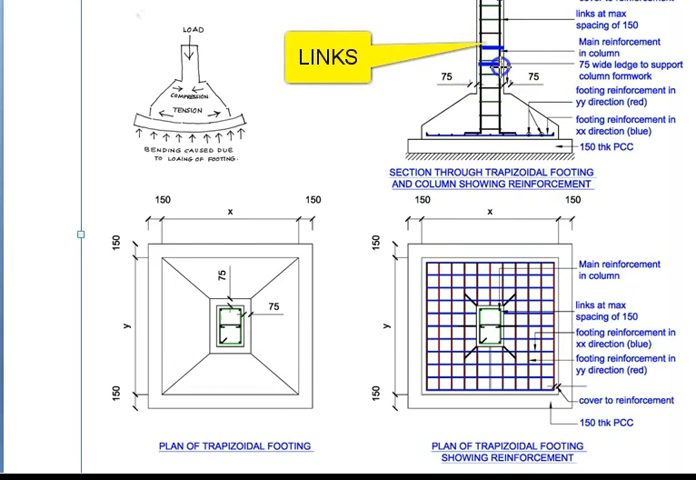 LOAD
COMPRESSION
TENSION
BENDING CAUSED DUE
TO LOAING OF FOOTING.
LINKS
cover to reinforcement
links at max
spacing of 150
Main reinforcement
in column
75 wide ledge to support
column formwork
75
75
footing reinforcement in
yy direction (red)
footing reinforcement in
xx direction (blue)
150 thk PCC
SECTION THROUGH TRAPIZOIDAL FOOTING
AND COLUMN SHOWING REINFORCEMENT
150
x
150
150
y
150
75
75
PLAN OF TRAPIZOIDAL FOOTING
150
x
150
150
y
150
Main reinforcement
in column
links at max
spacing of 150
footing reinforcement in
xx direction (blue)
footing reinforcement in
yy direction (red)
cover to reinforcement
150 thk PCC
PLAN OF TRAPIZOIDAL FOOTING
SHOWING REINFORCEMENT